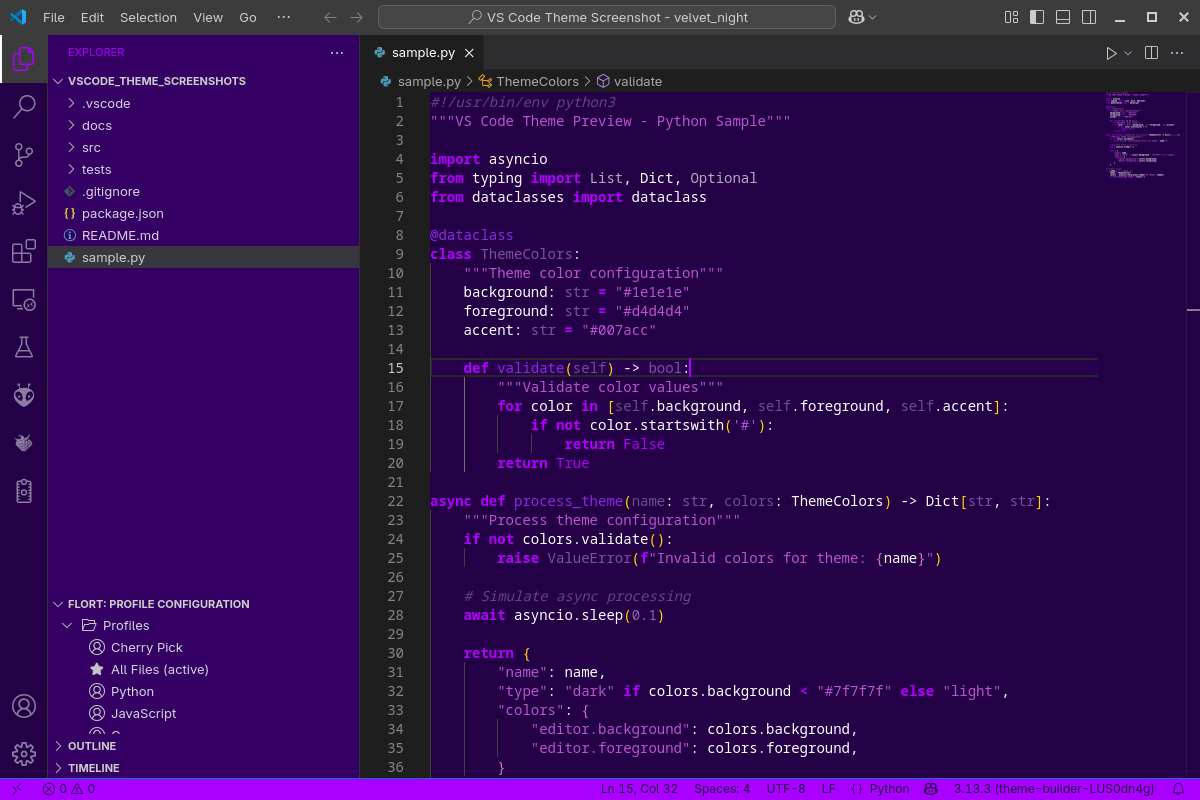 File Edit Selection View Go ···
VS Code Theme Screenshot - velvet_night
EXPLORER
VSCODE_THEME_SCREENSHOTS
.vscode
docs
src
tests
.gitignore
package.json
README.md
sample.py
FLORT: PROFILE CONFIGURATION
Profiles
Cherry Pick
All Files (active)
Python
JavaScript
OUTLINE
TIMELINE
sample.py
sample.py > ThemeColors > validate
1 #!/usr/bin/env python3
2 """VS Code Theme Preview - Python Sample"""
3
4 import asyncio
5 from typing import List, Dict, Optional
6 from dataclasses import dataclass
7
8 @dataclass
9 class ThemeColors:
10 """Theme color configuration"""
11 background: str = "#1e1e1e"
12 foreground: str = "#d4d4d4"
13 accent: str = "#007acc"
14
15 def validate(self) -> bool:
16 """Validate color values"""
17 for color in [self.background, self.foreground, self.accent]:
18 if not color.startswith('#'):
19 return False
20 return True
21
22 async def process_theme(name: str, colors: ThemeColors) -> Dict[str, str]:
23 """Process theme configuration"""
24 if not colors.validate():
25 raise ValueError(f"Invalid colors for theme: {name}")
26
27 # Simulate async processing
28 await asyncio.sleep(0.1)
29
30 return {
31 "name": name,
32 "type": "dark" if colors.background < "#7f7f7f" else "light",
33 "colors": {
34 "editor.background": colors.background,
35 "editor.foreground": colors.foreground,
36 }
0 0 Ln 15, Col 32 Spaces: 4 UTF-8 LF {} Python 3.13.3 (theme-builder-LUS0dn4g)